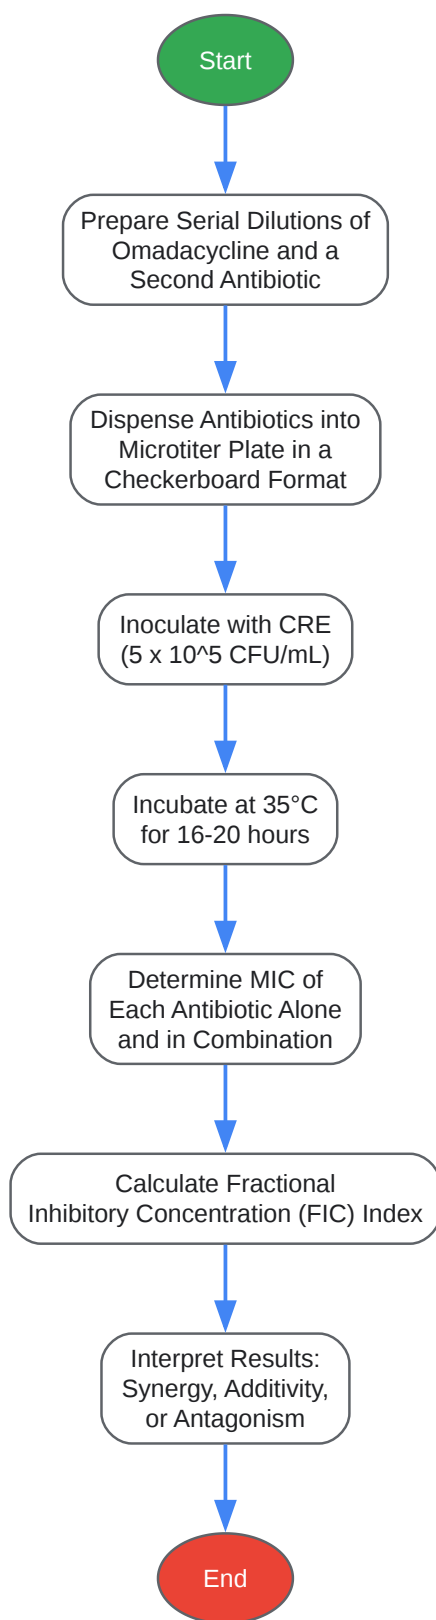 Start
Prepare Serial Dilutions of
Omadacycline and a
Second Antibiotic
Dispense Antibiotics into
Microtiter Plate in a
Checkerboard Format
Inoculate with CRE
(5 x 10^5 CFU/mL)
Incubate at 35°C
for 16-20 hours
Determine MIC of
Each Antibiotic Alone
and in Combination
Calculate Fractional
Inhibitory Concentration (FIC) Index
Interpret Results:
Synergy, Additivity,
or Antagonism
End